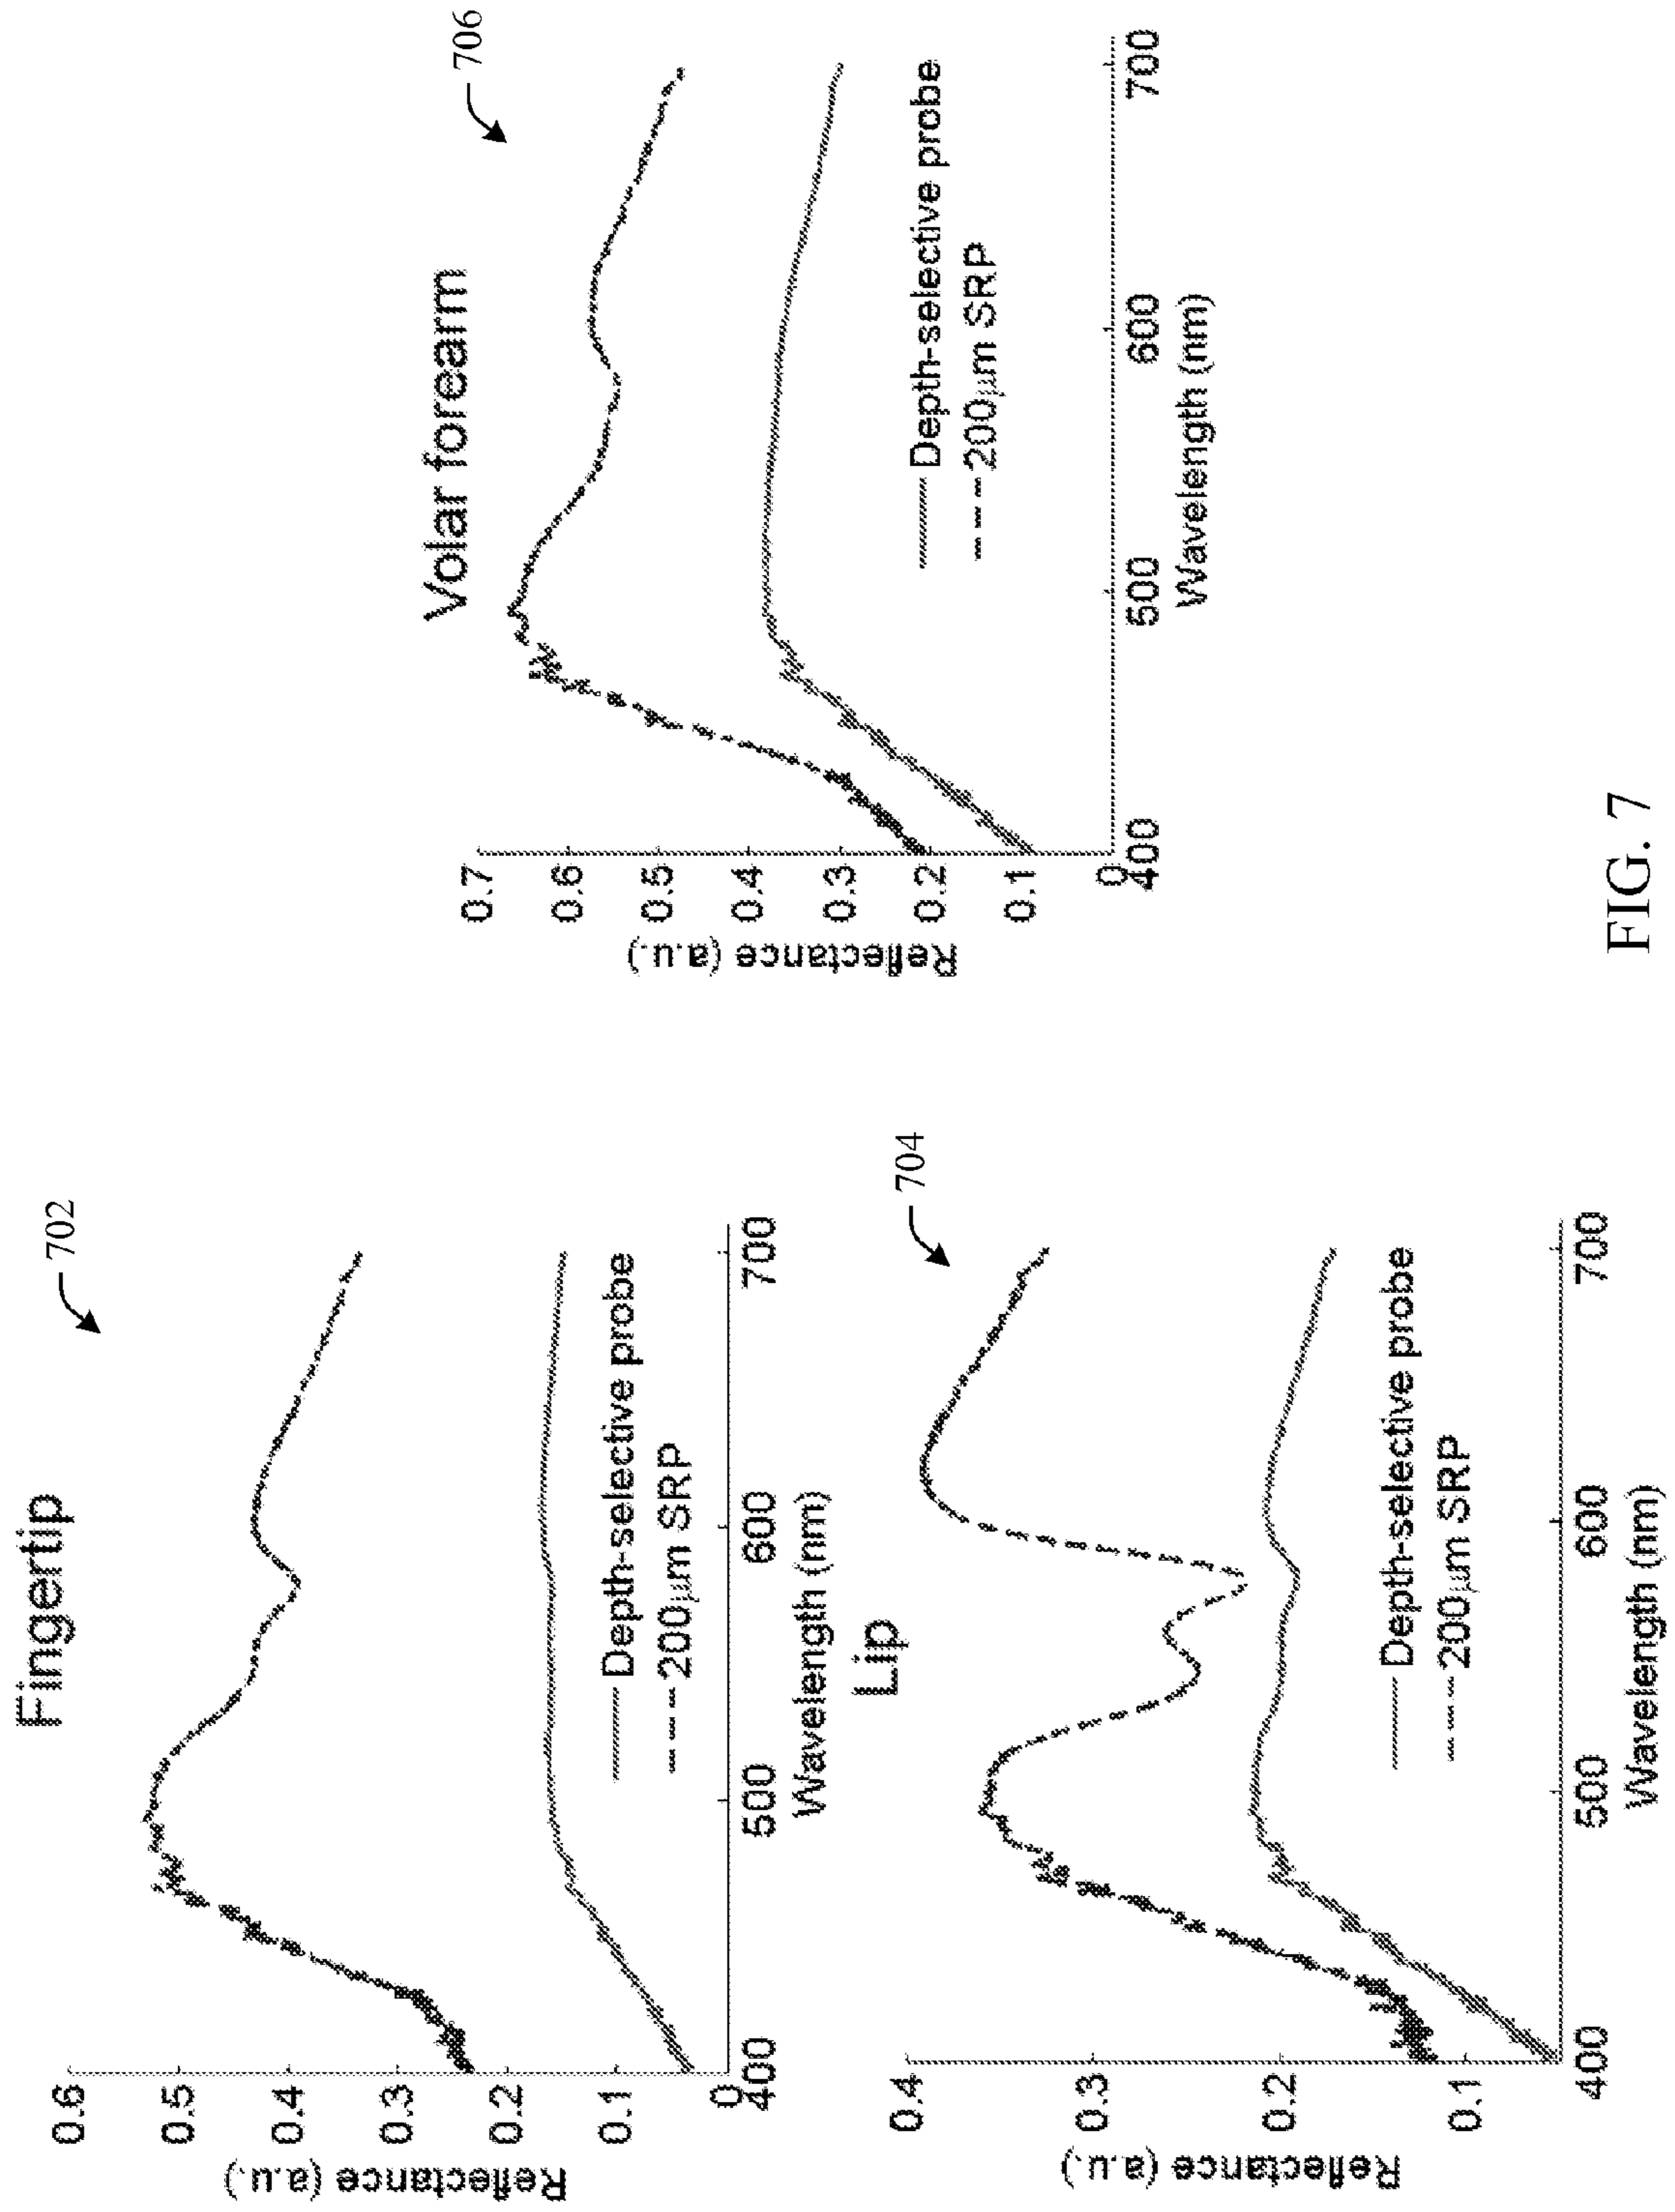 Fingertip
702
0.6
0.5
0.4
0.3
0.2
0.1
0
Reflectance (a.u.)
400
500
600
700
Wavelength (nm)
Depth-selective probe
200μm SRP
Lip
704
0.4
0.3
0.2
0.1
Reflectance (a.u.)
400
500
600
700
Wavelength (nm)
Depth-selective probe
200μm SRP
Volar forearm
706
0.7
0.6
0.5
0.4
0.3
0.2
0.1
0
Reflectance (a.u.)
400
500
600
700
Wavelength (nm)
Depth-selective probe
200μm SRP
FIG. 7